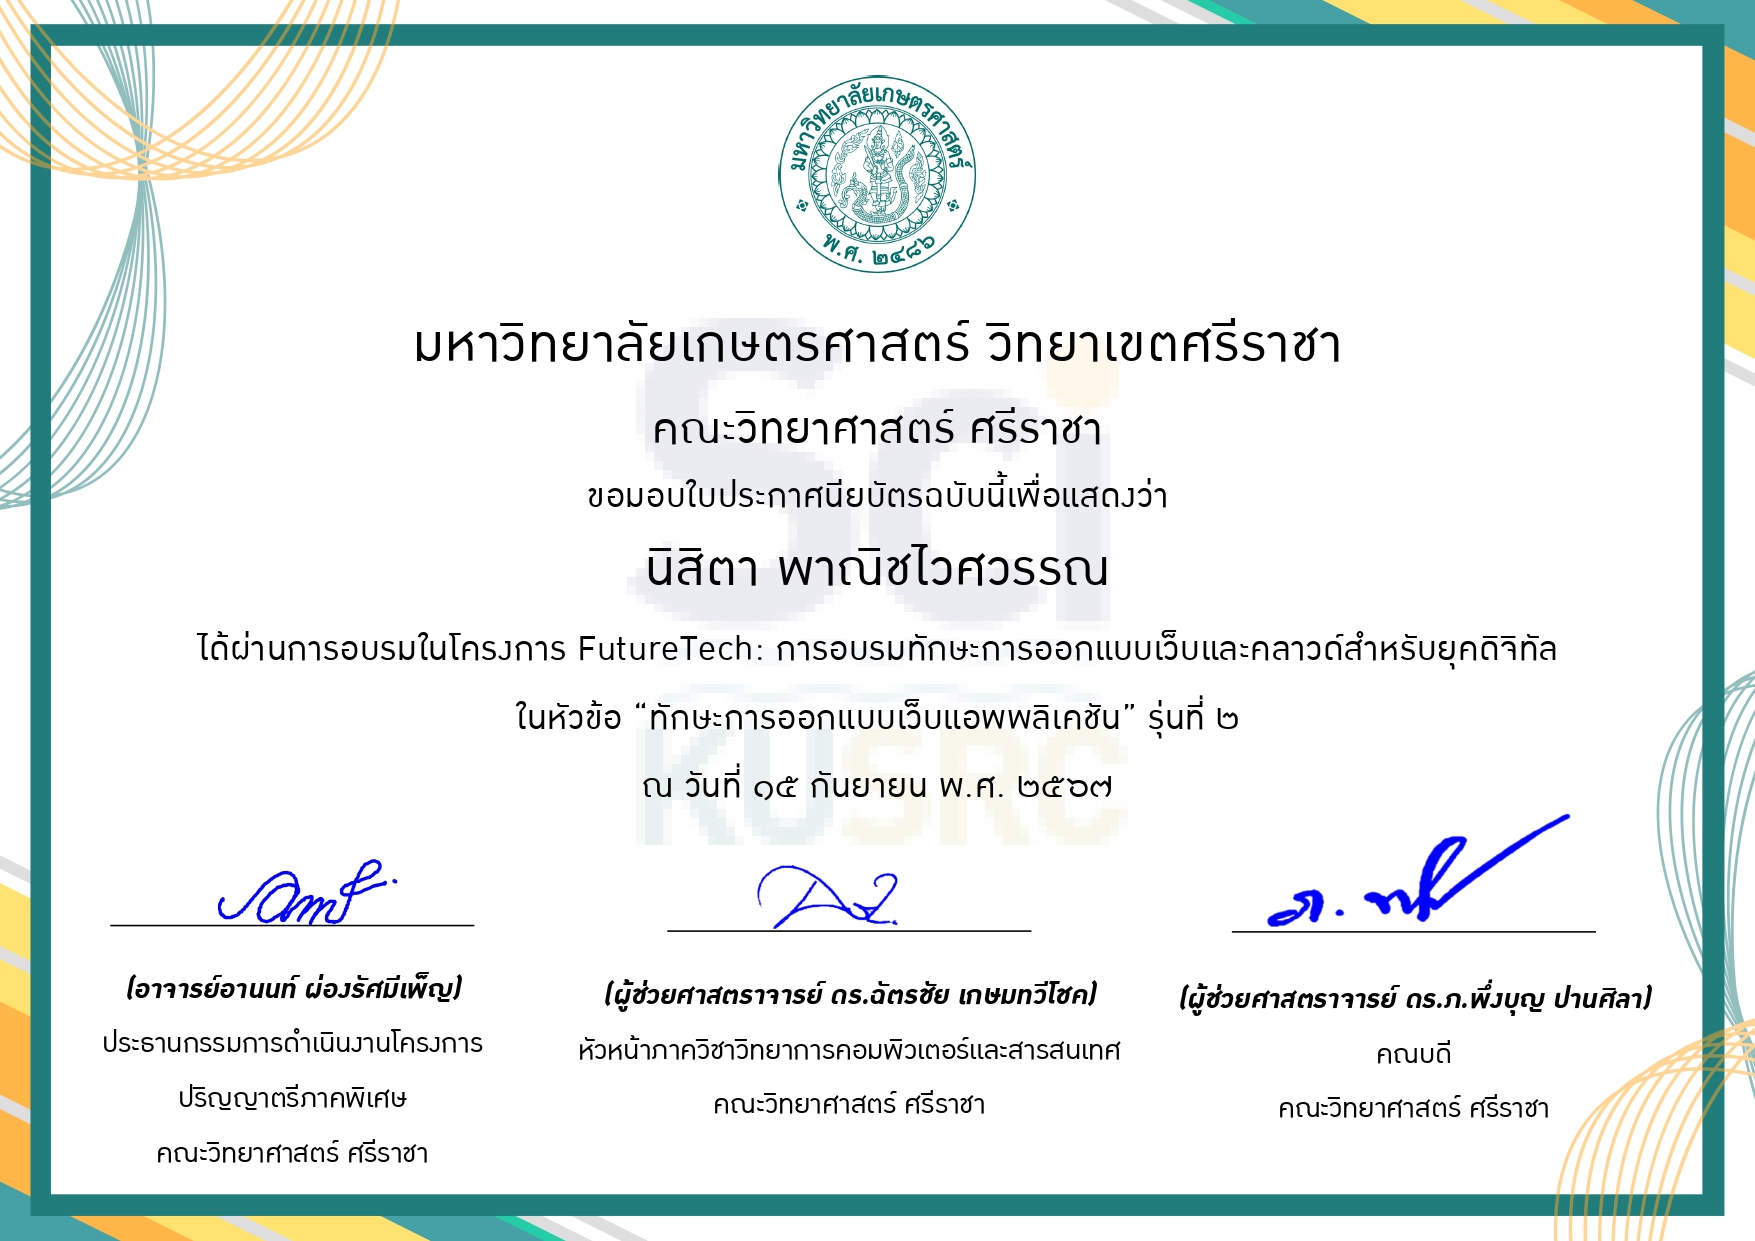 มหาวิทยาลัยเกษตรศาสตร์
พ.ศ. ๒๔๘๖
มหาวิทยาลัยเกษตรศาสตร์ วิทยาเขตศรีราชา
คณะวิทยาศาสตร์ ศรีราชา
ขอมอบใบประกาศนียบัตรฉบับนี้เพื่อแสดงว่า
นิสิตา พาณิชไวศวรรณ
ได้ผ่านการอบรมในโครงการ FutureTech: การอบรมทักษะการออกแบบเว็บและคลาวด์สำหรับยุคดิจิทัล
ในหัวข้อ “ทักษะการออกแบบเว็บแอพพลิเคชัน” รุ่นที่ ๒
ณ วันที่ ๑๕ กันยายน พ.ศ. ๒๕๖๗
Sci
KUSRC
(อาจารย์อานนท์ ผ่องรัศมีเพ็ญ)
ประธานกรรมการดำเนินงานโครงการ
ปริญญาตรีภาคพิเศษ
คณะวิทยาศาสตร์ ศรีราชา
(ผู้ช่วยศาสตราจารย์ ดร.ฉัตรชัย เกษมทวีโชค)
หัวหน้าภาควิชาวิทยาการคอมพิวเตอร์และสารสนเทศ
คณะวิทยาศาสตร์ ศรีราชา
(ผู้ช่วยศาสตราจารย์ ดร.ภ.พึ่งบุญ ปานศิลา)
คณบดี
คณะวิทยาศาสตร์ ศรีราชา